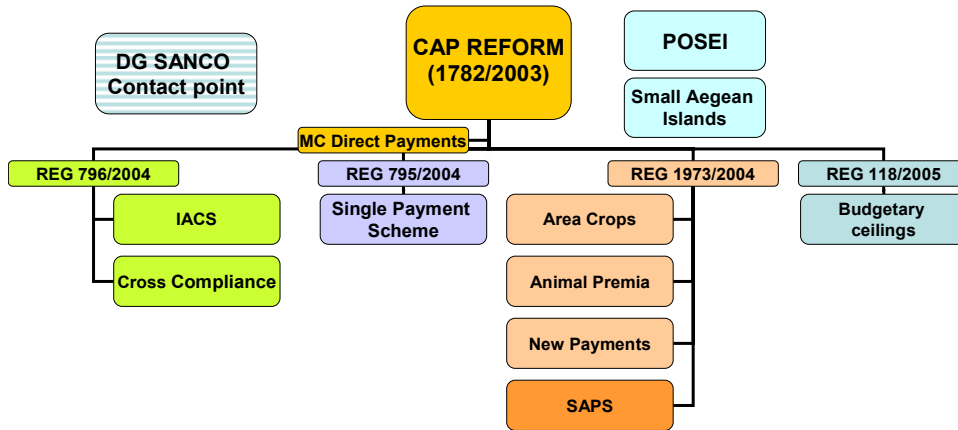 DG SANCO
Contact point
CAP REFORM
(1782/2003)
POSEI
Small Aegean
Islands
MC Direct Payments
REG 796/2004
REG 795/2004
REG 1973/2004
REG 118/2005
IACS
Single Payment
Scheme
Area Crops
Budgetary
ceilings
Cross Compliance
Animal Premia
New Payments
SAPS